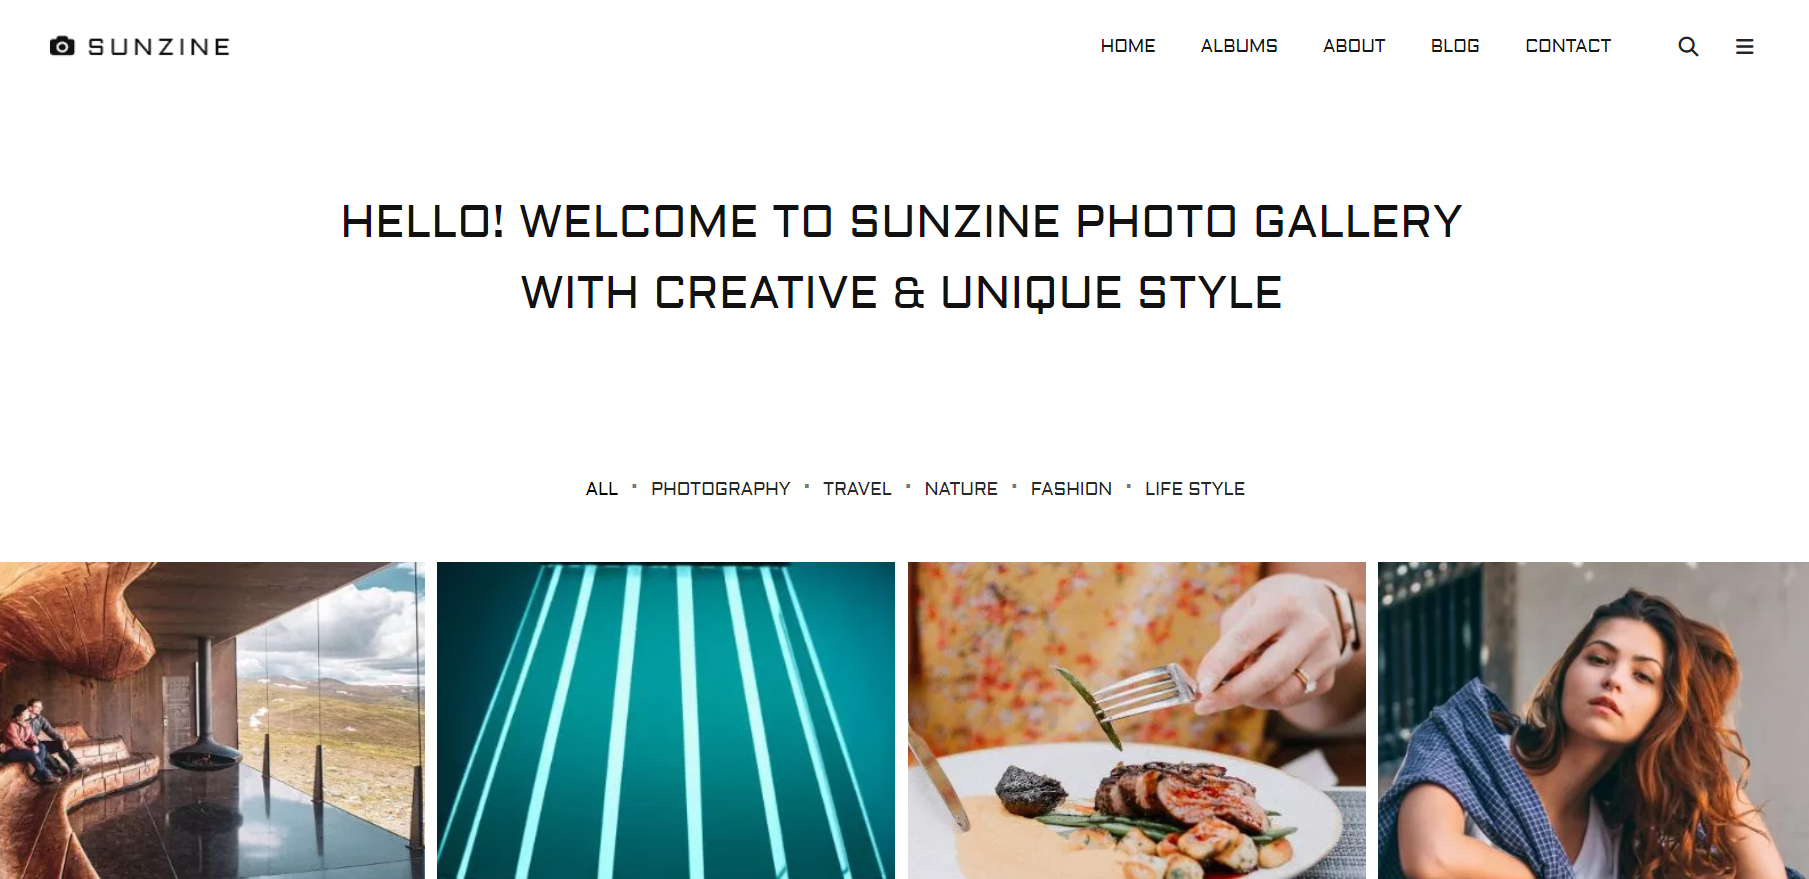 SUNZINE
HOME ALBUMS ABOUT BLOG CONTACT
HELLO! WELCOME TO SUNZINE PHOTO GALLERY
WITH CREATIVE & UNIQUE STYLE
ALL · PHOTOGRAPHY · TRAVEL · NATURE · FASHION · LIFE STYLE